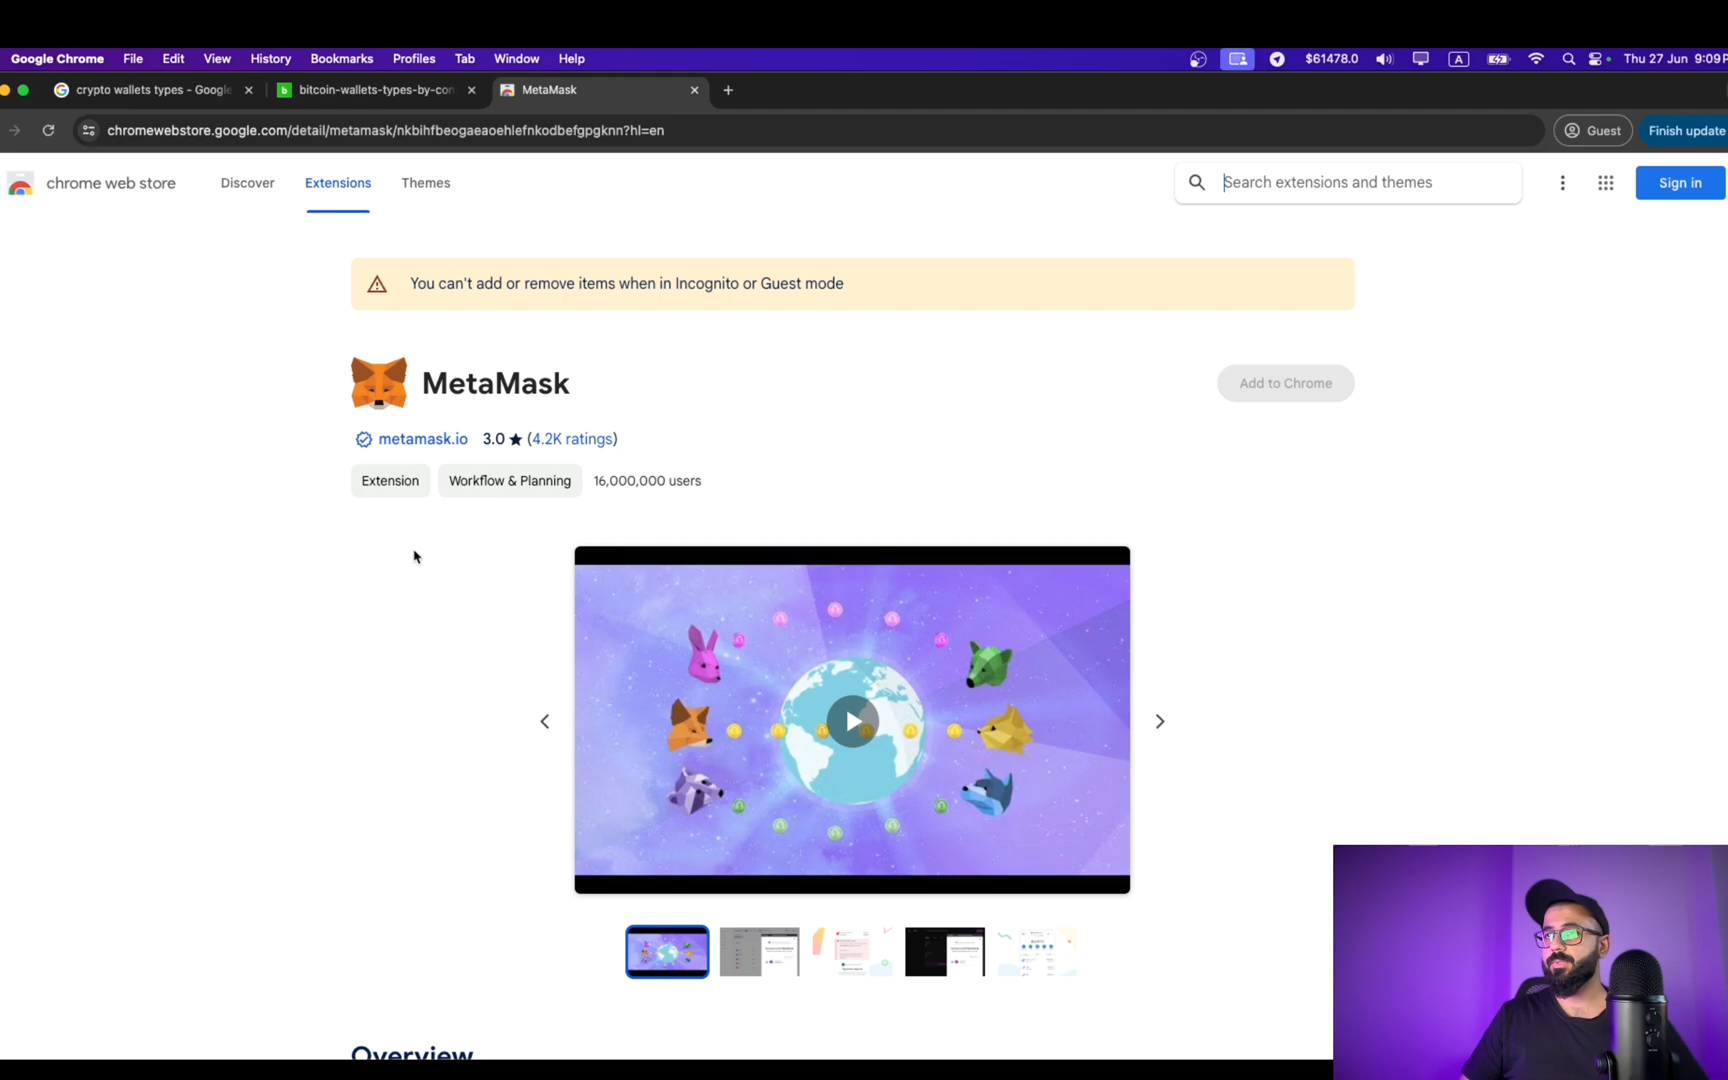 Google Chrome File Edit View History Bookmarks Profiles Tab Window Help $61478.0 A Thu 27 Jun 9:09P
crypto wallets types - Google bitcoin-wallets-types-by-con MetaMask
chromewebstore.google.com/detail/metamask/nkbihfbeogaeaoehlefnkodbefgpgknn?hl=en Guest Finish update
chrome web store Discover Extensions Themes Search extensions and themes Sign in
You can't add or remove items when in Incognito or Guest mode
MetaMask Add to Chrome
metamask.io 3.0 ★ (4.2K ratings)
Extension Workflow & Planning 16,000,000 users
Overview